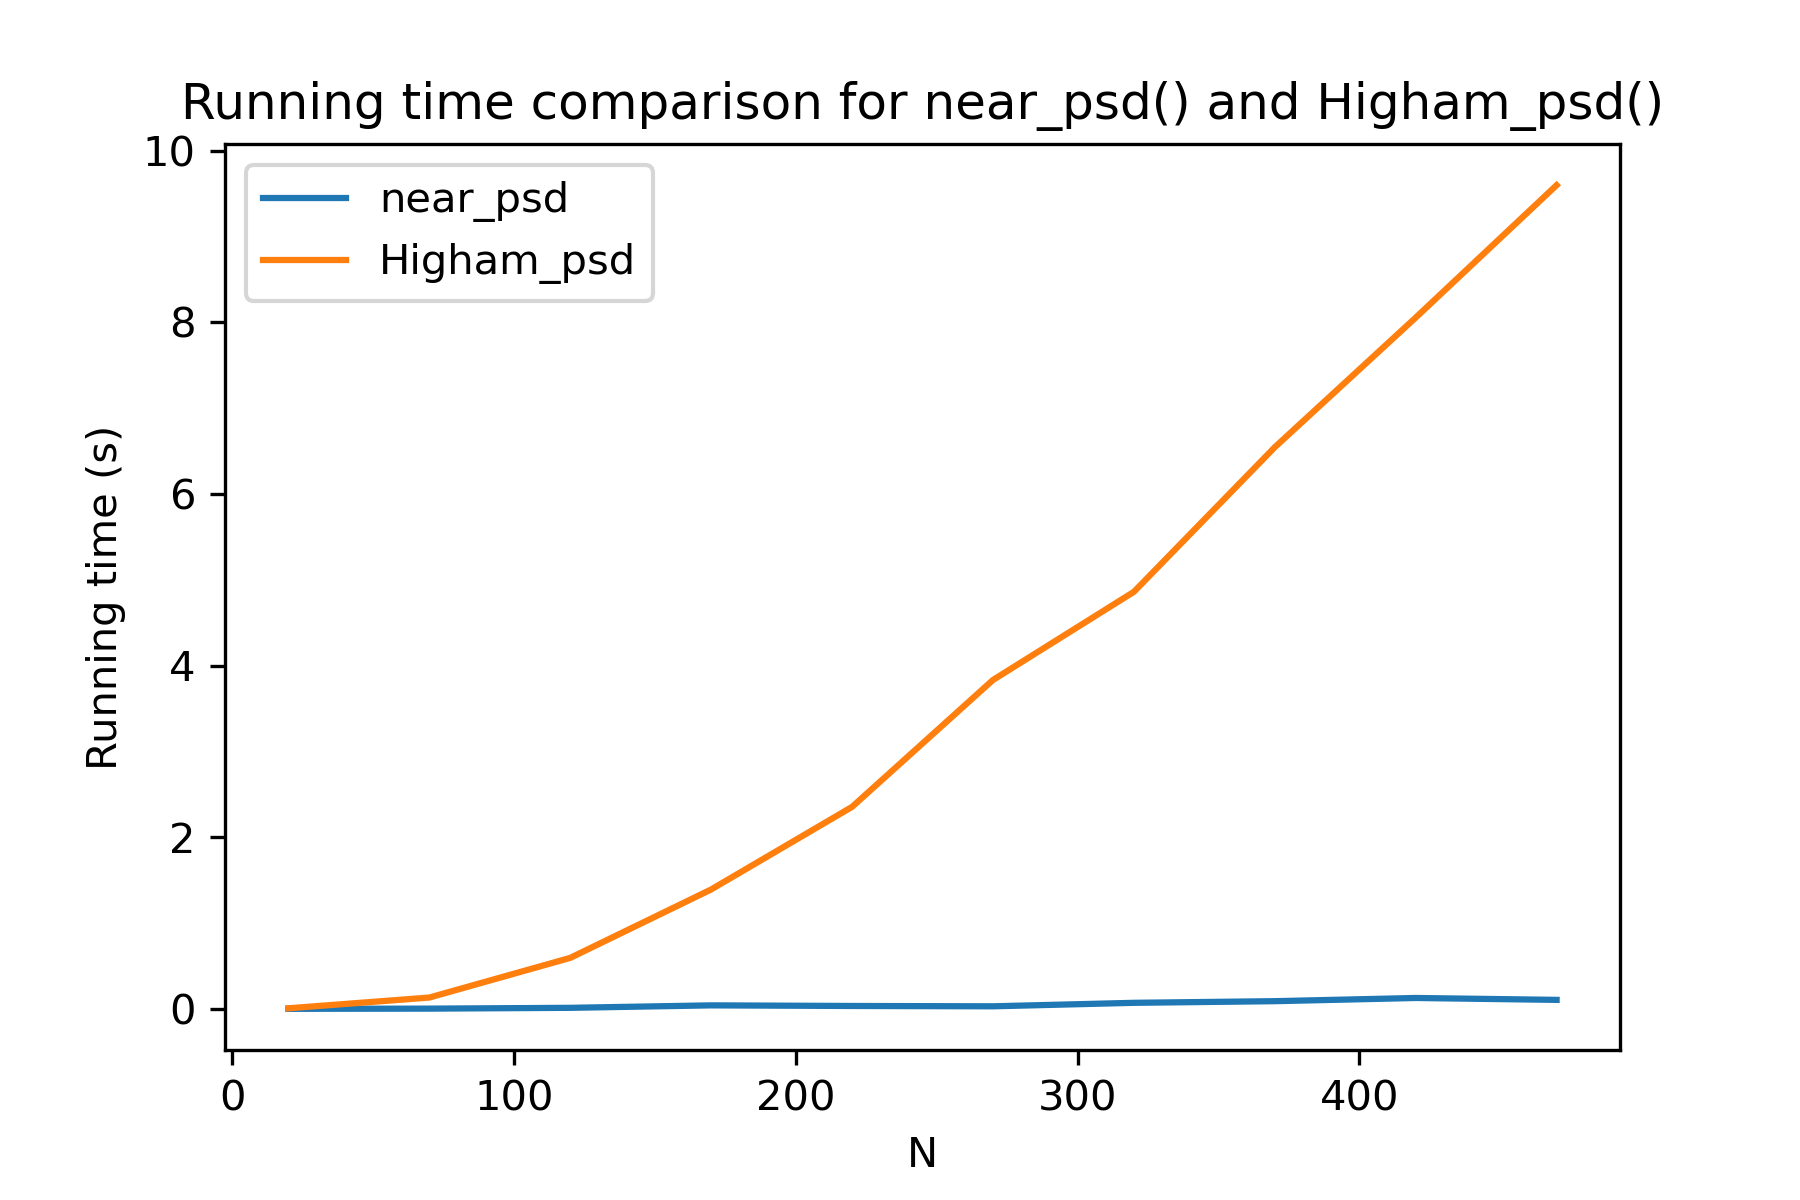 Running time comparison for near_psd() and Higham_psd()
near_psd
Higham_psd
10
8
6
4
2
0
Running time (s)
0 100 200 300 400
N